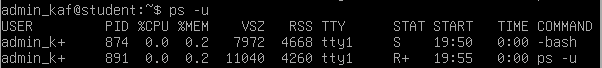 admin_kaf@student:~$ ps -u
USER         PID %CPU %MEM    VSZ   RSS TTY      STAT START   TIME COMMAND
admin_k+     874  0.0  0.2   7972  4668 tty1     S    19:50   0:00 -bash
admin_k+     891  0.0  0.2  11040  4260 tty1     R+   19:55   0:00 ps -u